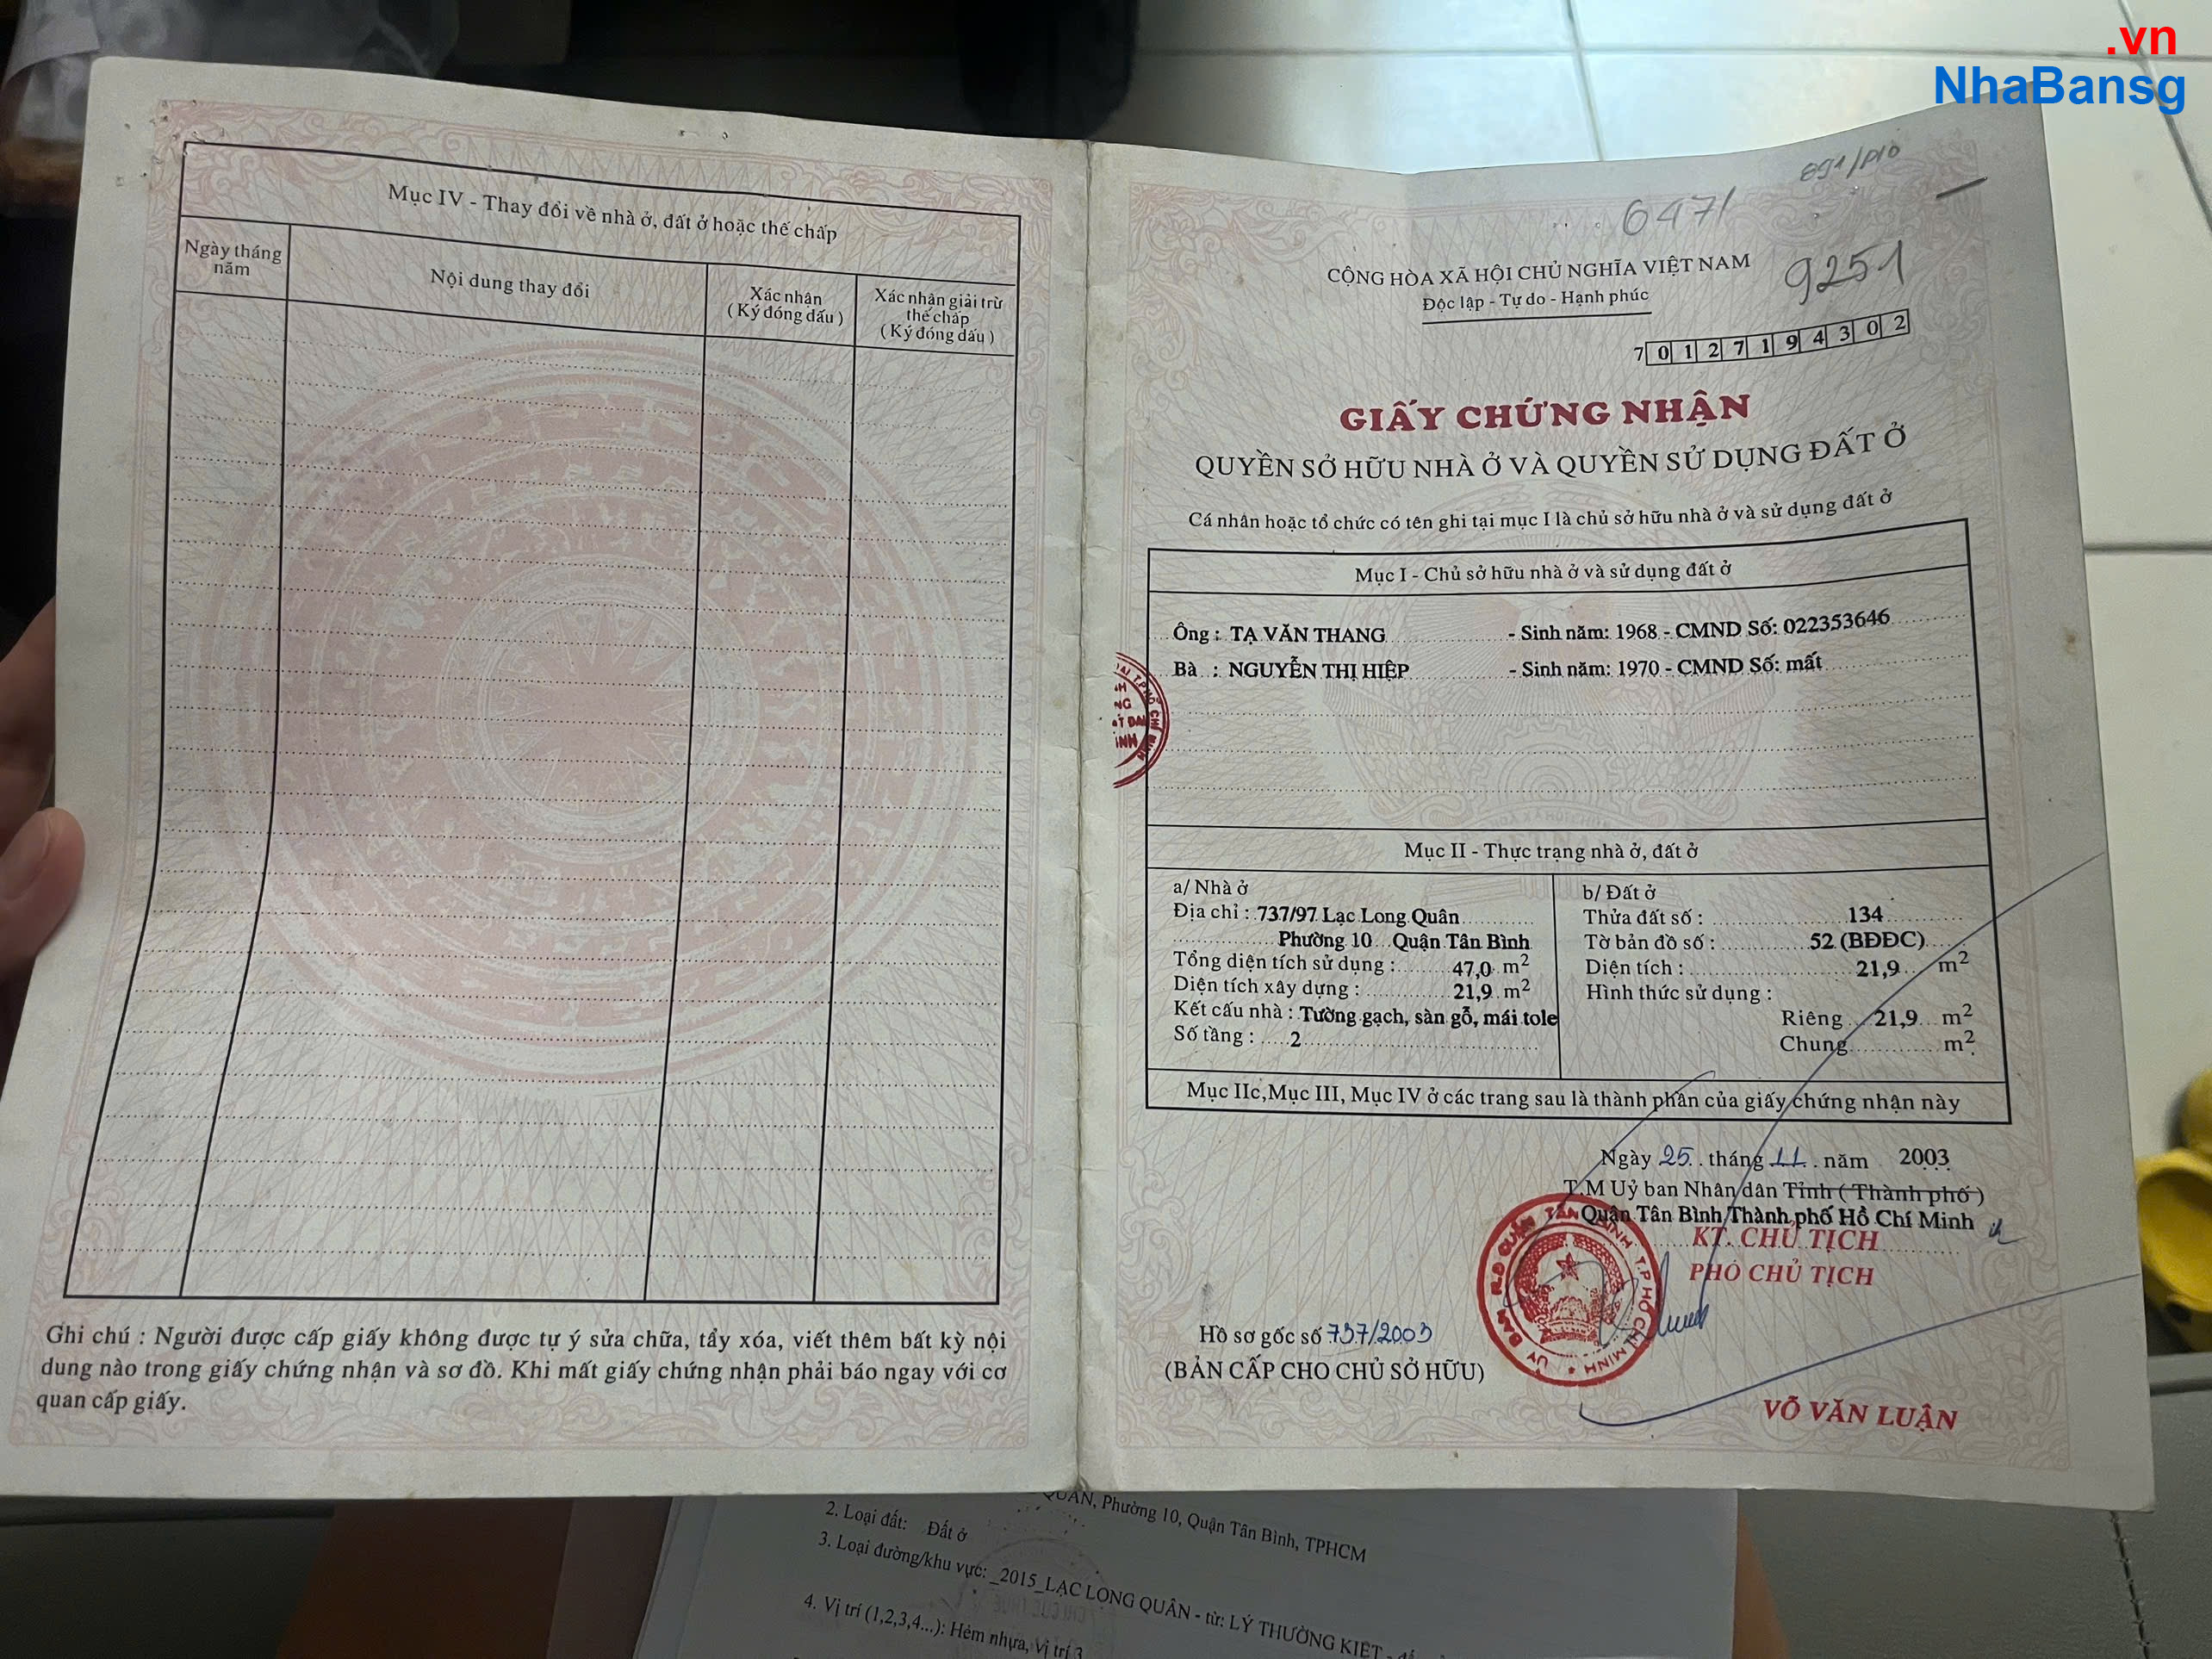 .vn
NhaBansg
Mục IV - Thay đổi về nhà ở, đất ở hoặc thế chấp
Ngày tháng năm
Nội dung thay đổi
Xác nhận
( Ký đóng dấu )
Xác nhận giải trừ
thế chấp
( Ký đóng dấu )
Ghi chú : Người được cấp giấy không được tự ý sửa chữa, tẩy xóa, viết thêm bất kỳ nội
dung nào trong giấy chứng nhận và sơ đồ. Khi mất giấy chứng nhận phải báo ngay với cơ
quan cấp giấy.
891/P10
6471
9251
CỘNG HÒA XÃ HỘI CHỦ NGHĨA VIỆT NAM
Độc lập - Tự do - Hạnh phúc
7 0 1 2 7 1 9 4 3 0 2
GIẤY CHỨNG NHẬN
QUYỀN SỞ HỮU NHÀ Ở VÀ QUYỀN SỬ DỤNG ĐẤT Ở
Cá nhân hoặc tổ chức có tên ghi tại mục I là chủ sở hữu nhà ở và sử dụng đất ở
Mục I - Chủ sở hữu nhà ở và sử dụng đất ở
Ông : TẠ VĂN THANG - Sinh năm: 1968 - CMND Số: 022353646
Bà : NGUYỄN THỊ HIỆP - Sinh năm: 1970 - CMND Số: mất
Mục II - Thực trạng nhà ở, đất ở
a/ Nhà ở
Địa chỉ : 737/97 Lạc Long Quân
Phường 10 Quận Tân Bình
Tổng diện tích sử dụng : 47,0 m2
Diện tích xây dựng : 21,9 m2
Kết cấu nhà : Tường gạch, sàn gỗ, mái tole
Số tầng : 2
b/ Đất ở
Thửa đất số : 134
Tờ bản đồ số : 52 (BĐĐC)
Diện tích : 21,9 m2
Hình thức sử dụng :
Riêng 21,9 m2
Chung m2
Mục IIc,Mục III, Mục IV ở các trang sau là thành phần của giấy chứng nhận này
Ngày 25 tháng 11 năm 2003
T.M Uỷ ban Nhân dân Tỉnh ( Thành phố )
Quận Tân Bình Thành phố Hồ Chí Minh
KT. CHỦ TỊCH
PHÓ CHỦ TỊCH
ỦY BAN N.D QUẬN TÂN BÌNH T.P HỒ CHÍ MINH
Hồ sơ gốc số 737/2003
(BẢN CẤP CHO CHỦ SỞ HỮU)
VÕ VĂN LUẬN
QUÂN, Phường 10, Quận Tân Bình, TPHCM
2. Loại đất: Đất ở
3. Loại đường/khu vực: _2015_LẠC LONG QUÂN - từ: LÝ THƯỜNG KIỆT -
4. Vị trí (1,2,3,4...): Hẻm nhựa, Vị trí 3